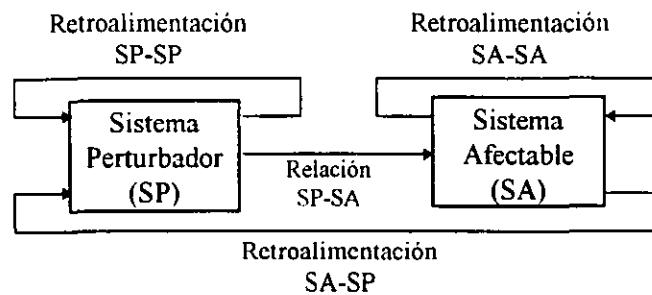 Retroalimentación
SP-SP
Retroalimentación
SA-SA
Sistema
Perturbador
(SP)
Relación
SP-SA
Sistema
Afectable
(SA)
Retroalimentación
SA-SP